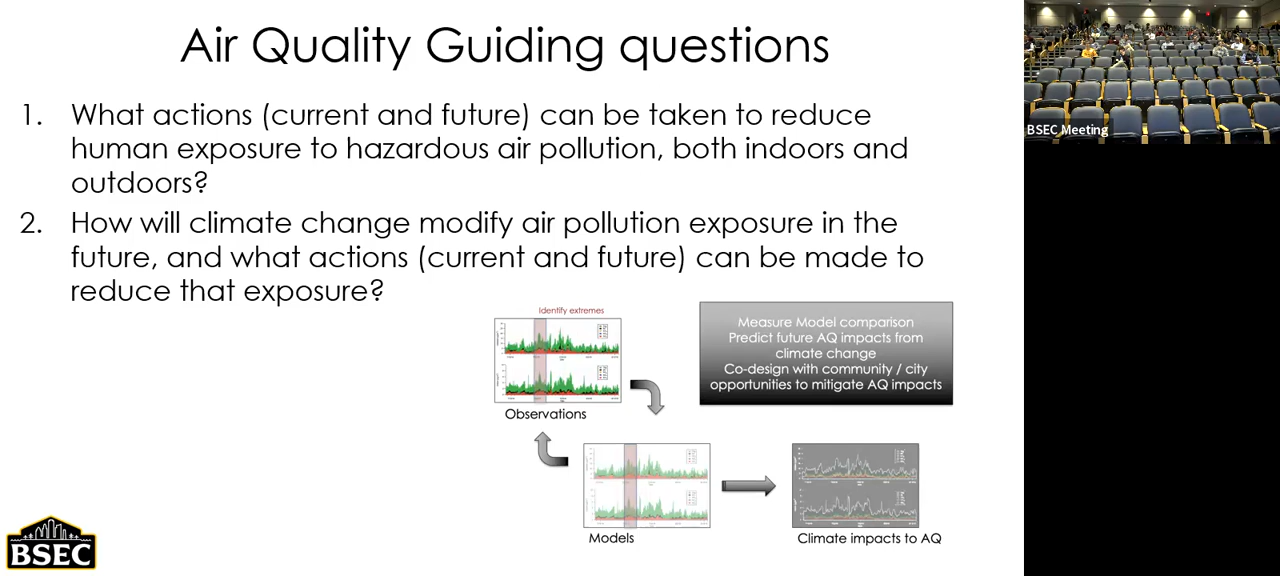 Air Quality Guiding questions
1. What actions (current and future) can be taken to reduce
human exposure to hazardous air pollution, both indoors and
outdoors?
2. How will climate change modify air pollution exposure in the
future, and what actions (current and future) can be made to
reduce that exposure?
Identify extremes
Observations
Measure Model comparison
Predict future AQ impacts from
climate change
Co-design with community / city
opportunities to mitigate AQ impacts
Models
Climate impacts to AQ
BSEC
BSEC Meeting